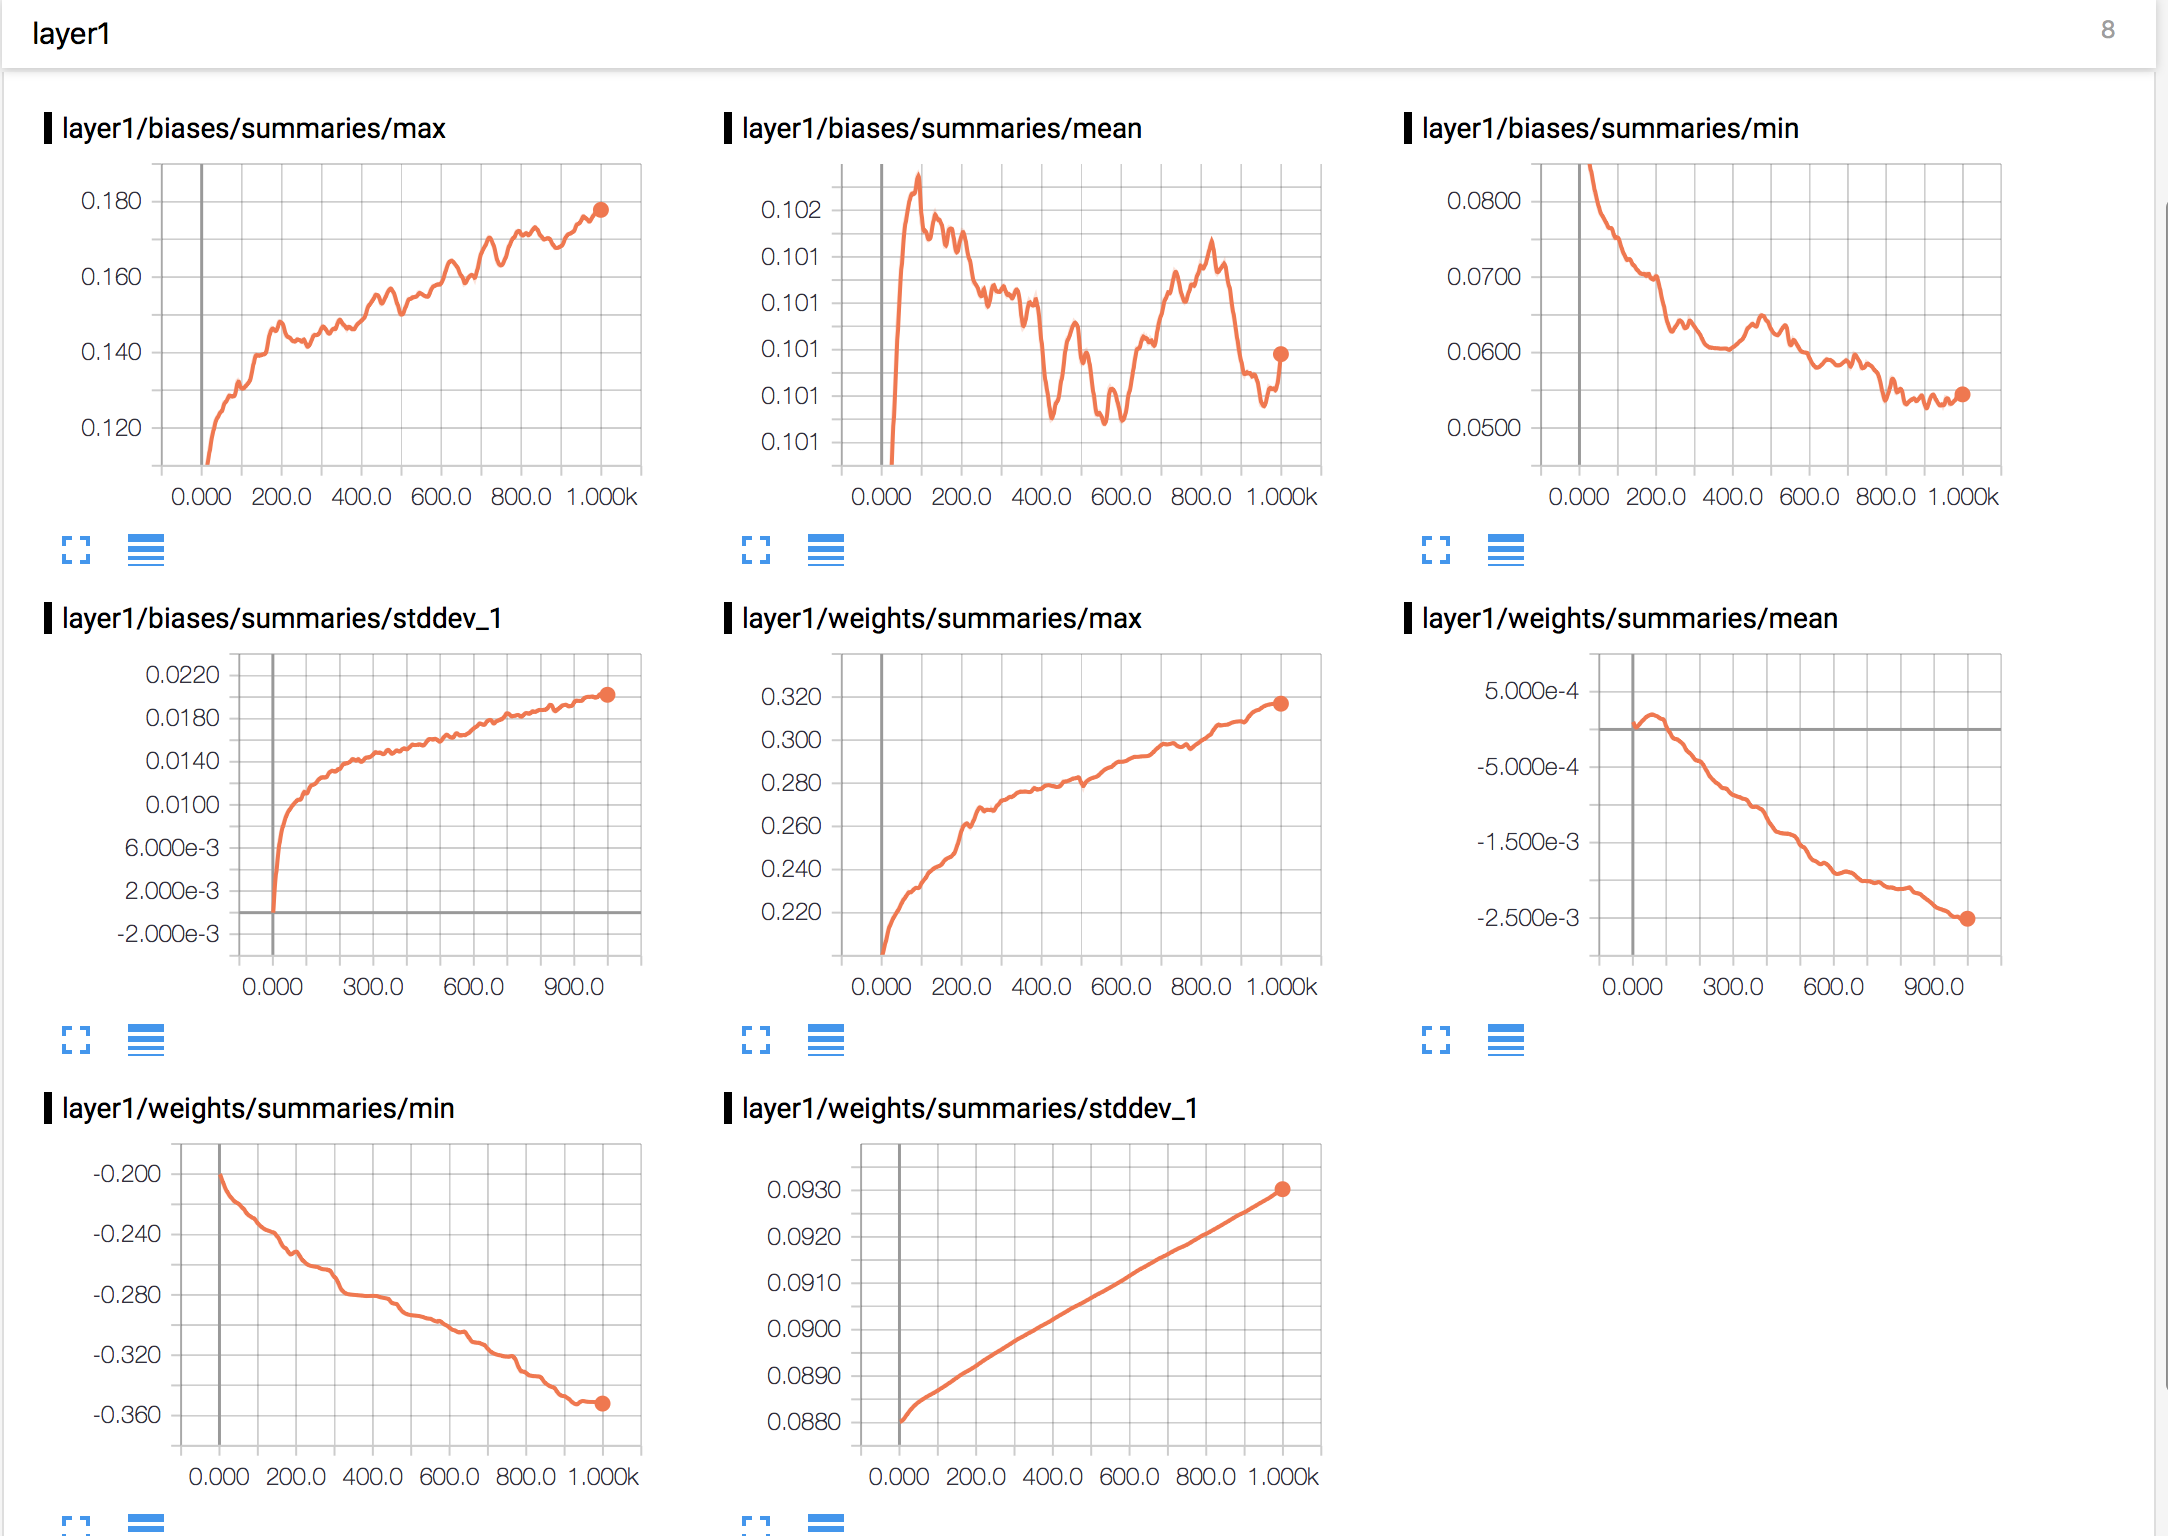 layer1
8
layer1/biases/summaries/max
0.180
0.160
0.140
0.120
0.000 200.0 400.0 600.0 800.0 1.000k
layer1/biases/summaries/mean
0.102
0.101
0.101
0.101
0.101
0.101
0.000 200.0 400.0 600.0 800.0 1.000k
layer1/biases/summaries/min
0.0800
0.0700
0.0600
0.0500
0.000 200.0 400.0 600.0 800.0 1.000k
layer1/biases/summaries/stddev_1
0.0220
0.0180
0.0140
0.0100
6.000e-3
2.000e-3
-2.000e-3
0.000 300.0 600.0 900.0
layer1/weights/summaries/max
0.320
0.300
0.280
0.260
0.240
0.220
0.000 200.0 400.0 600.0 800.0 1.000k
layer1/weights/summaries/mean
5.000e-4
-5.000e-4
-1.500e-3
-2.500e-3
0.000 300.0 600.0 900.0
layer1/weights/summaries/min
-0.200
-0.240
-0.280
-0.320
-0.360
0.000 200.0 400.0 600.0 800.0 1.000k
layer1/weights/summaries/stddev_1
0.0930
0.0920
0.0910
0.0900
0.0890
0.0880
0.000 200.0 400.0 600.0 800.0 1.000k